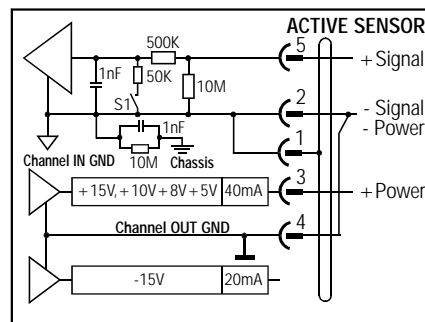 ACTIVE SENSOR
500K
5
+ Signal
1nF
50K
10M
S1
2
- Signal
- Power
1nF
1
Channel IN GND
10M
Chassis
3
+15V,+10V+8V+5V
40mA
+ Power
Channel OUT GND
4
-15V
20mA